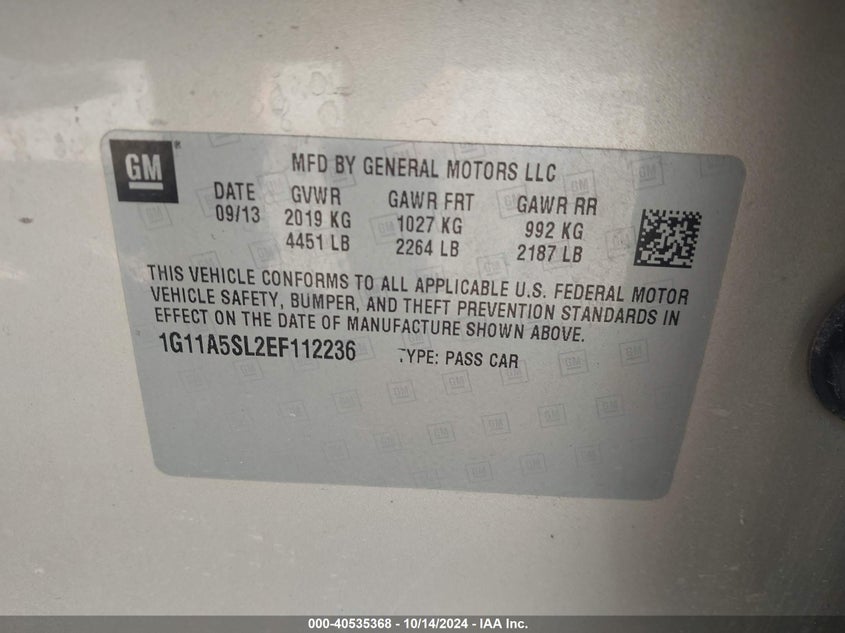 GM
MFD BY GENERAL MOTORS LLC
DATE GVWR GAWR FRT GAWR RR
09/13 2019 KG 1027 KG 992 KG
4451 LB 2264 LB 2187 LB
THIS VEHICLE CONFORMS TO ALL APPLICABLE U.S. FEDERAL MOTOR
VEHICLE SAFETY, BUMPER, AND THEFT PREVENTION STANDARDS IN
EFFECT ON THE DATE OF MANUFACTURE SHOWN ABOVE.
1G11A5SL2EF112236 TYPE: PASS CAR
000-40535368 - 10/14/2024 - IAA Inc.